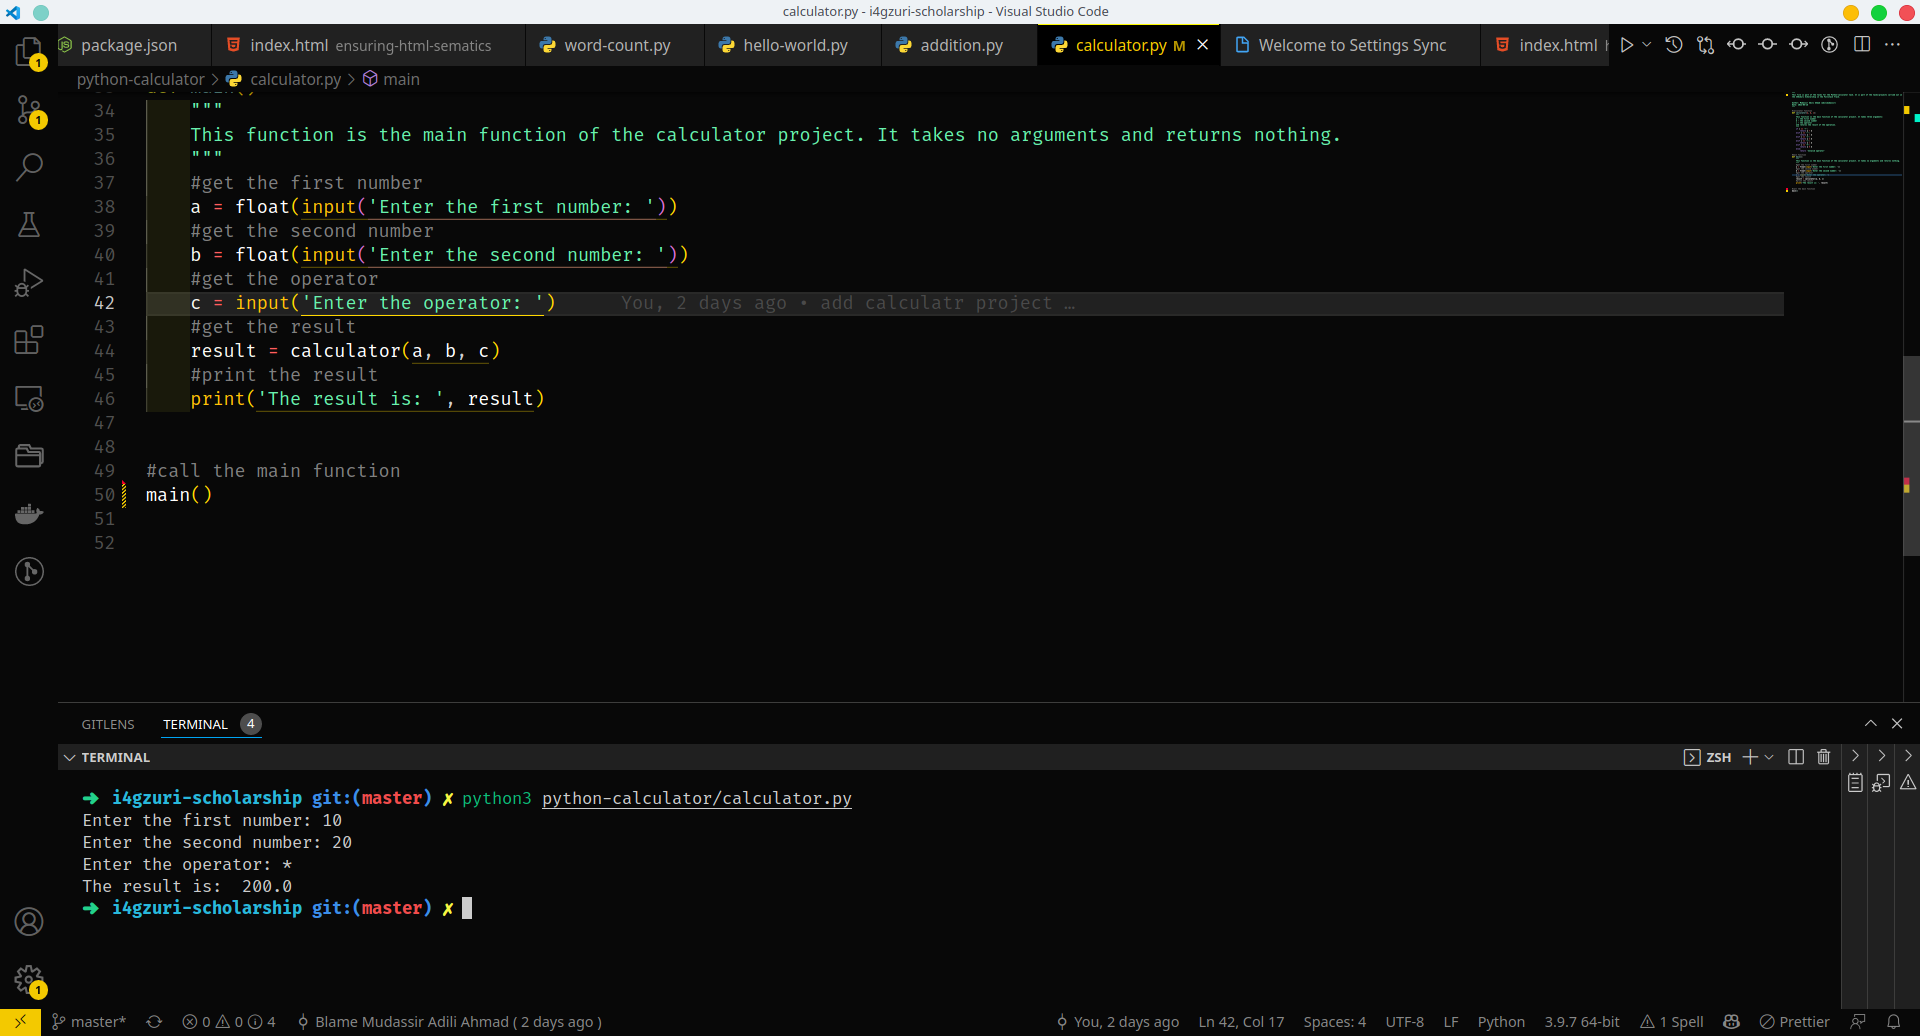 calculator.py - i4gzuri-scholarship - Visual Studio Code
package.json index.html ensuring-html-sematics word-count.py hello-world.py addition.py calculator.py M Welcome to Settings Sync index.html
python-calculator > calculator.py > main
34 """
35 This function is the main function of the calculator project. It takes no arguments and returns nothing.
36 """
37 #get the first number
38 a = float(input('Enter the first number: '))
39 #get the second number
40 b = float(input('Enter the second number: '))
41 #get the operator
42 c = input('Enter the operator: ') You, 2 days ago • add calculatr project …
43 #get the result
44 result = calculator(a, b, c)
45 #print the result
46 print('The result is: ', result)
47
48
49 #call the main function
50 main()
51
52
GITLENS TERMINAL 4
TERMINAL ZSH
➜ i4gzuri-scholarship git:(master) ✗ python3 python-calculator/calculator.py
Enter the first number: 10
Enter the second number: 20
Enter the operator: *
The result is:  200.0
➜ i4gzuri-scholarship git:(master) ✗
1
1
1
master* 0 0 4 Blame Mudassir Adili Ahmad ( 2 days ago ) You, 2 days ago Ln 42, Col 17 Spaces: 4 UTF-8 LF Python 3.9.7 64-bit 1 Spell Prettier